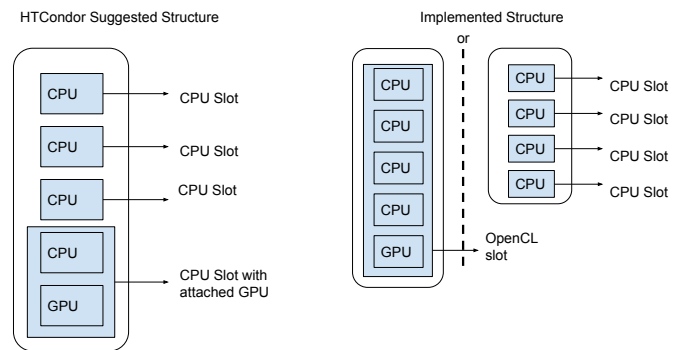 HTCondor Suggested Structure
CPU
CPU Slot
CPU
CPU Slot
CPU
CPU Slot
CPU
GPU
CPU Slot with
attached GPU
Implemented Structure
or
CPU
CPU
CPU
CPU
GPU
OpenCL
slot
CPU
CPU Slot
CPU
CPU Slot
CPU
CPU Slot
CPU
CPU Slot